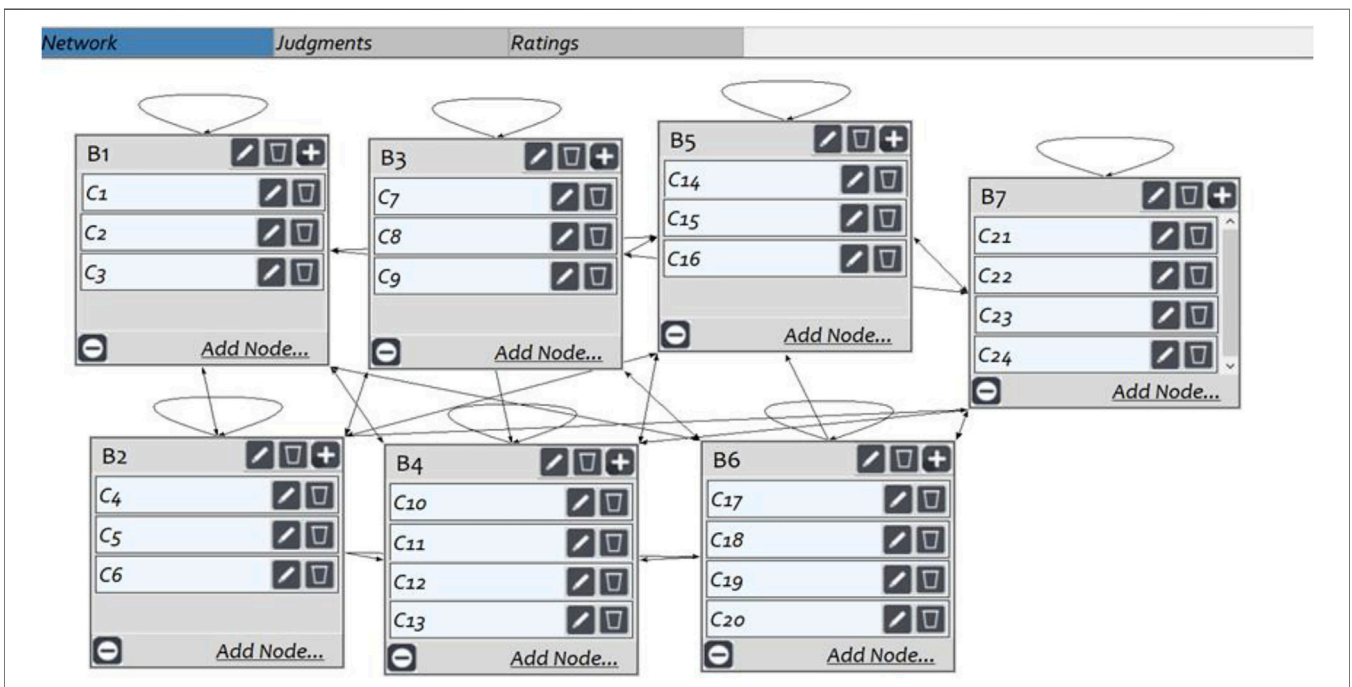 Network Judgments Ratings
B1
C1
C2
C3
Add Node...
B3
C7
C8
C9
Add Node...
B5
C14
C15
C16
Add Node...
B7
C21
C22
C23
C24
Add Node...
B2
C4
C5
C6
Add Node...
B4
C10
C11
C12
C13
Add Node...
B6
C17
C18
C19
C20
Add Node...